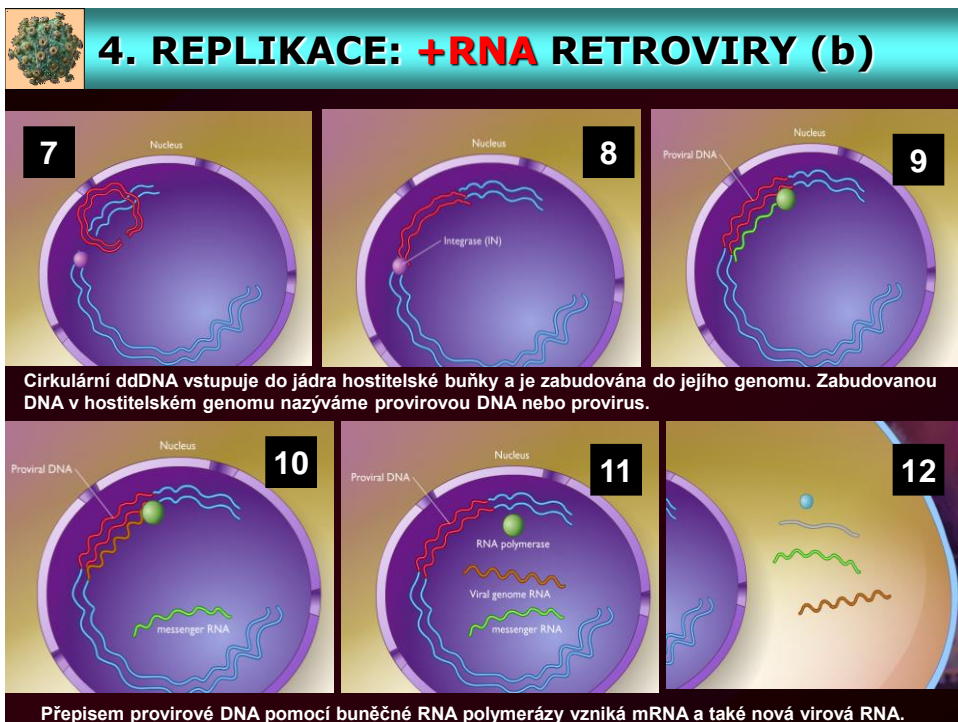 4. REPLIKACE: +RNA RETROVIRY (b)
7
Nucleus
Nucleus
8
Integrase (IN)
Nucleus
Proviral DNA
9
Cirkulární ddDNA vstupuje do jádra hostitelské buňky a je zabudována do jejího genomu. Zabudovanou
DNA v hostitelském genomu nazýváme provirovou DNA nebo provirus.
Nucleus
10
Proviral DNA
messenger RNA
Nucleus
11
Proviral DNA
RNA polymerase
Viral genome RNA
messenger RNA
12
Přepisem provirové DNA pomocí buněčné RNA polymerázy vzniká mRNA a také nová virová RNA.